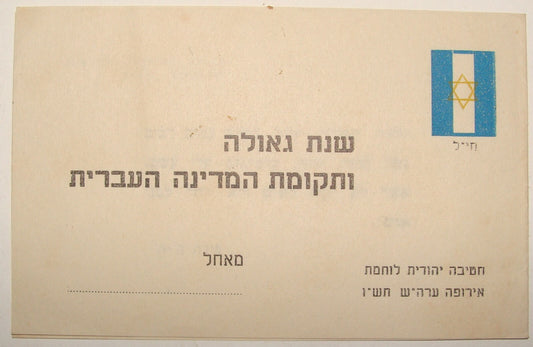 חי״ל
שנת גאולה
ותקומת המדינה העברית
מאחל
חטיבה יהודית לוחמת
אירופה ערה״ש תש״ו